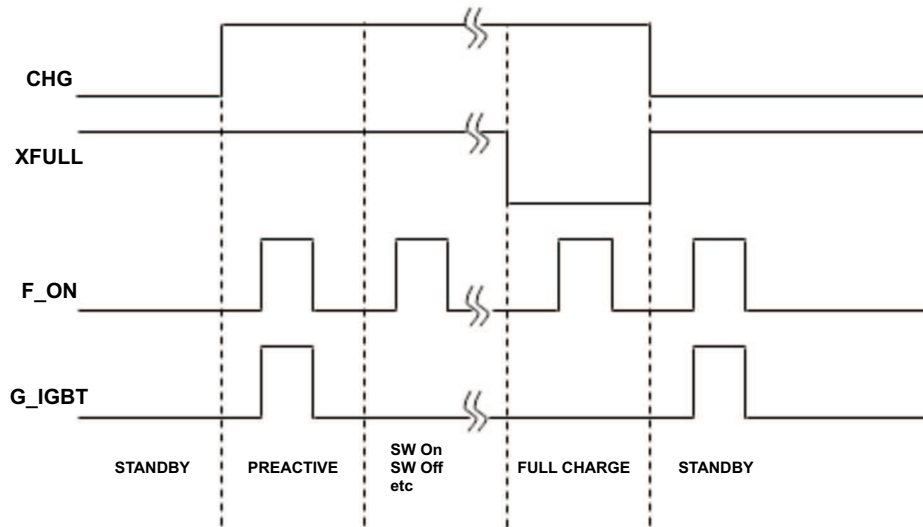 CHG
XFULL
F_ON
G_IGBT
STANDBY
PREACTIVE
SW On
SW Off
etc
FULL CHARGE
STANDBY